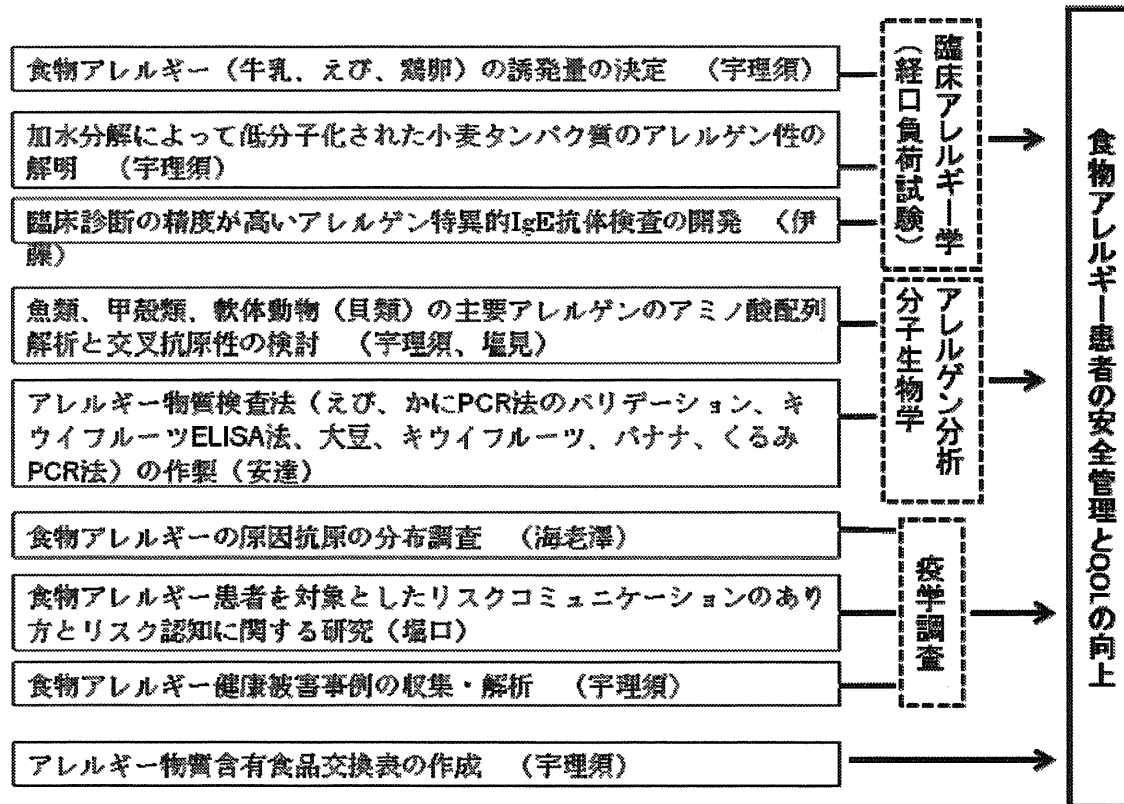 食物アレルギー（牛乳、えび、鶏卵）の誘発量の決定　（宇理須）
加水分解によって低分子化された小麦タンパク質のアレルゲン性の
解明　（宇理須）
臨床診断の精度が高いアレルゲン特異的IgE抗体検査の開発　（伊
藤）
魚類、甲殻類、軟体動物（貝類）の主要アレルゲンのアミノ酸配列
解析と交叉抗原性の検討　（宇理須、塩見）
アレルギー物質検査法（えび、かにPCR法のバリデーション、キ
ウイフルーツELISA法、大豆、キウイフルーツ、バナナ、くるみ
PCR法）の作製（安達）
食物アレルギーの原因抗原の分布調査　（海老澤）
食物アレルギー患者を対象としたリスクコミュニケーションのあり
方とリスク認知に関する研究（堀口）
食物アレルギー健康被害事例の収集・解析　（宇理須）
アレルギー物質含有食品交換表の作成　（宇理須）
臨床アレルギー学
（経口負荷試験）
アレルゲン分析
分子生物学
疫学調査
食物アレルギー患者の安全管理とQOLの向上